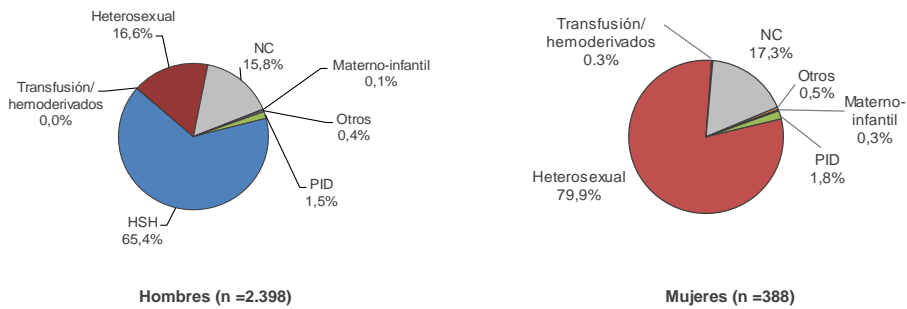 Heterosexual
16,6%
NC
15,8%
Materno-infantil
0,1%
Transfusión/
hemoderivados
0,0%
Otros
0,4%
PID
1,5%
HSH
65,4%
Hombres (n =2.398)
Transfusión/
hemoderivados
0.3%
NC
17,3%
Otros
0,5%
Materno-
infantil
0,3%
PID
1,8%
Heterosexual
79,9%
Mujeres (n =388)